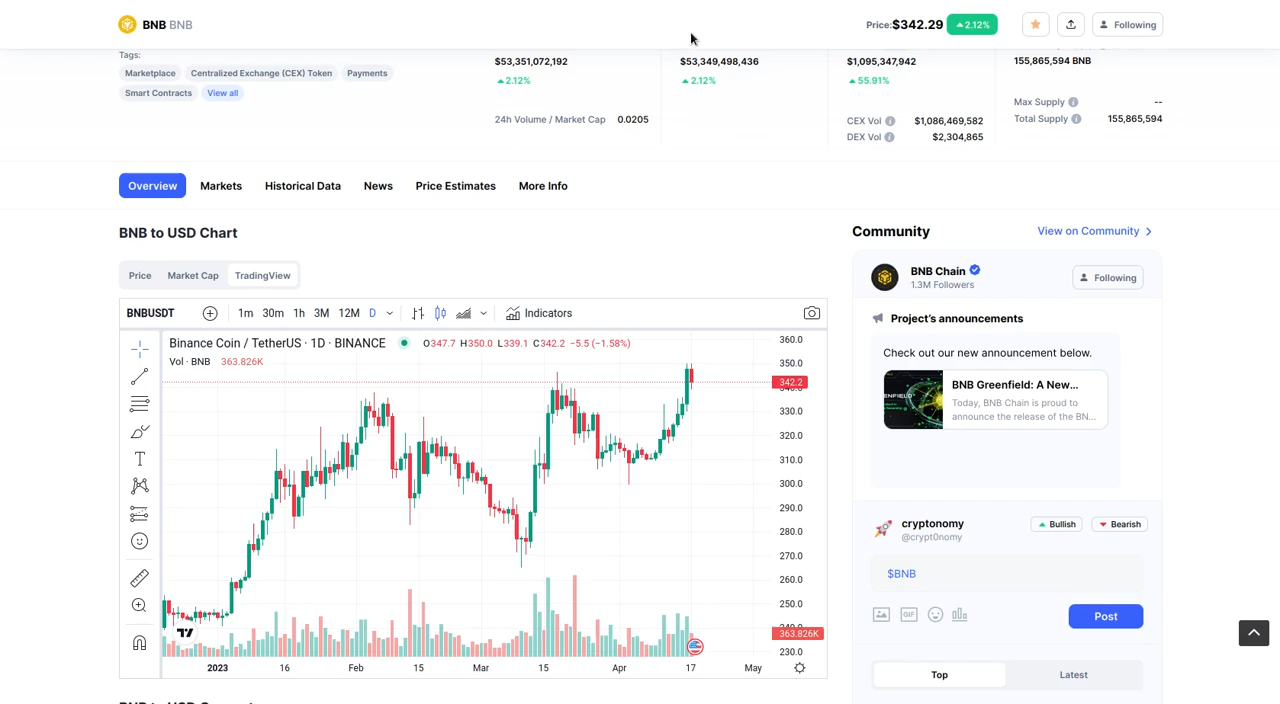 BNB BNB
Price:$342.29 2.12%
Following
Tags:
Marketplace Centralized Exchange (CEX) Token Payments
Smart Contracts View all
$53,351,072,192
2.12%
24h Volume / Market Cap 0.0205
$53,349,498,436
2.12%
$1,095,347,942
55.91%
CEX Vol $1,086,469,582
DEX Vol $2,304,865
155,865,594 BNB
Max Supply --
Total Supply 155,865,594
Overview Markets Historical Data News Price Estimates More Info
BNB to USD Chart
Price Market Cap TradingView
BNBUSDT 1m 30m 1h 3M 12M D Indicators
Binance Coin / TetherUS · 1D · BINANCE O347.7 H350.0 L339.1 C342.2 −5.5 (−1.58%)
Vol · BNB 363.826K
360.0
350.0
342.2
340.0
330.0
320.0
310.0
300.0
290.0
280.0
270.0
260.0
250.0
240.0
363.826K
230.0
2023 16 Feb 15 Mar 15 Apr 17 May
Community
View on Community
BNB Chain
1.3M Followers
Following
Project's announcements
Check out our new announcement below.
BNB Greenfield: A New...
Today, BNB Chain is proud to
announce the release of the BN...
ENFIELD
cryptonomy
@crypt0nomy
Bullish Bearish
$BNB
GIF
Post
Top Latest